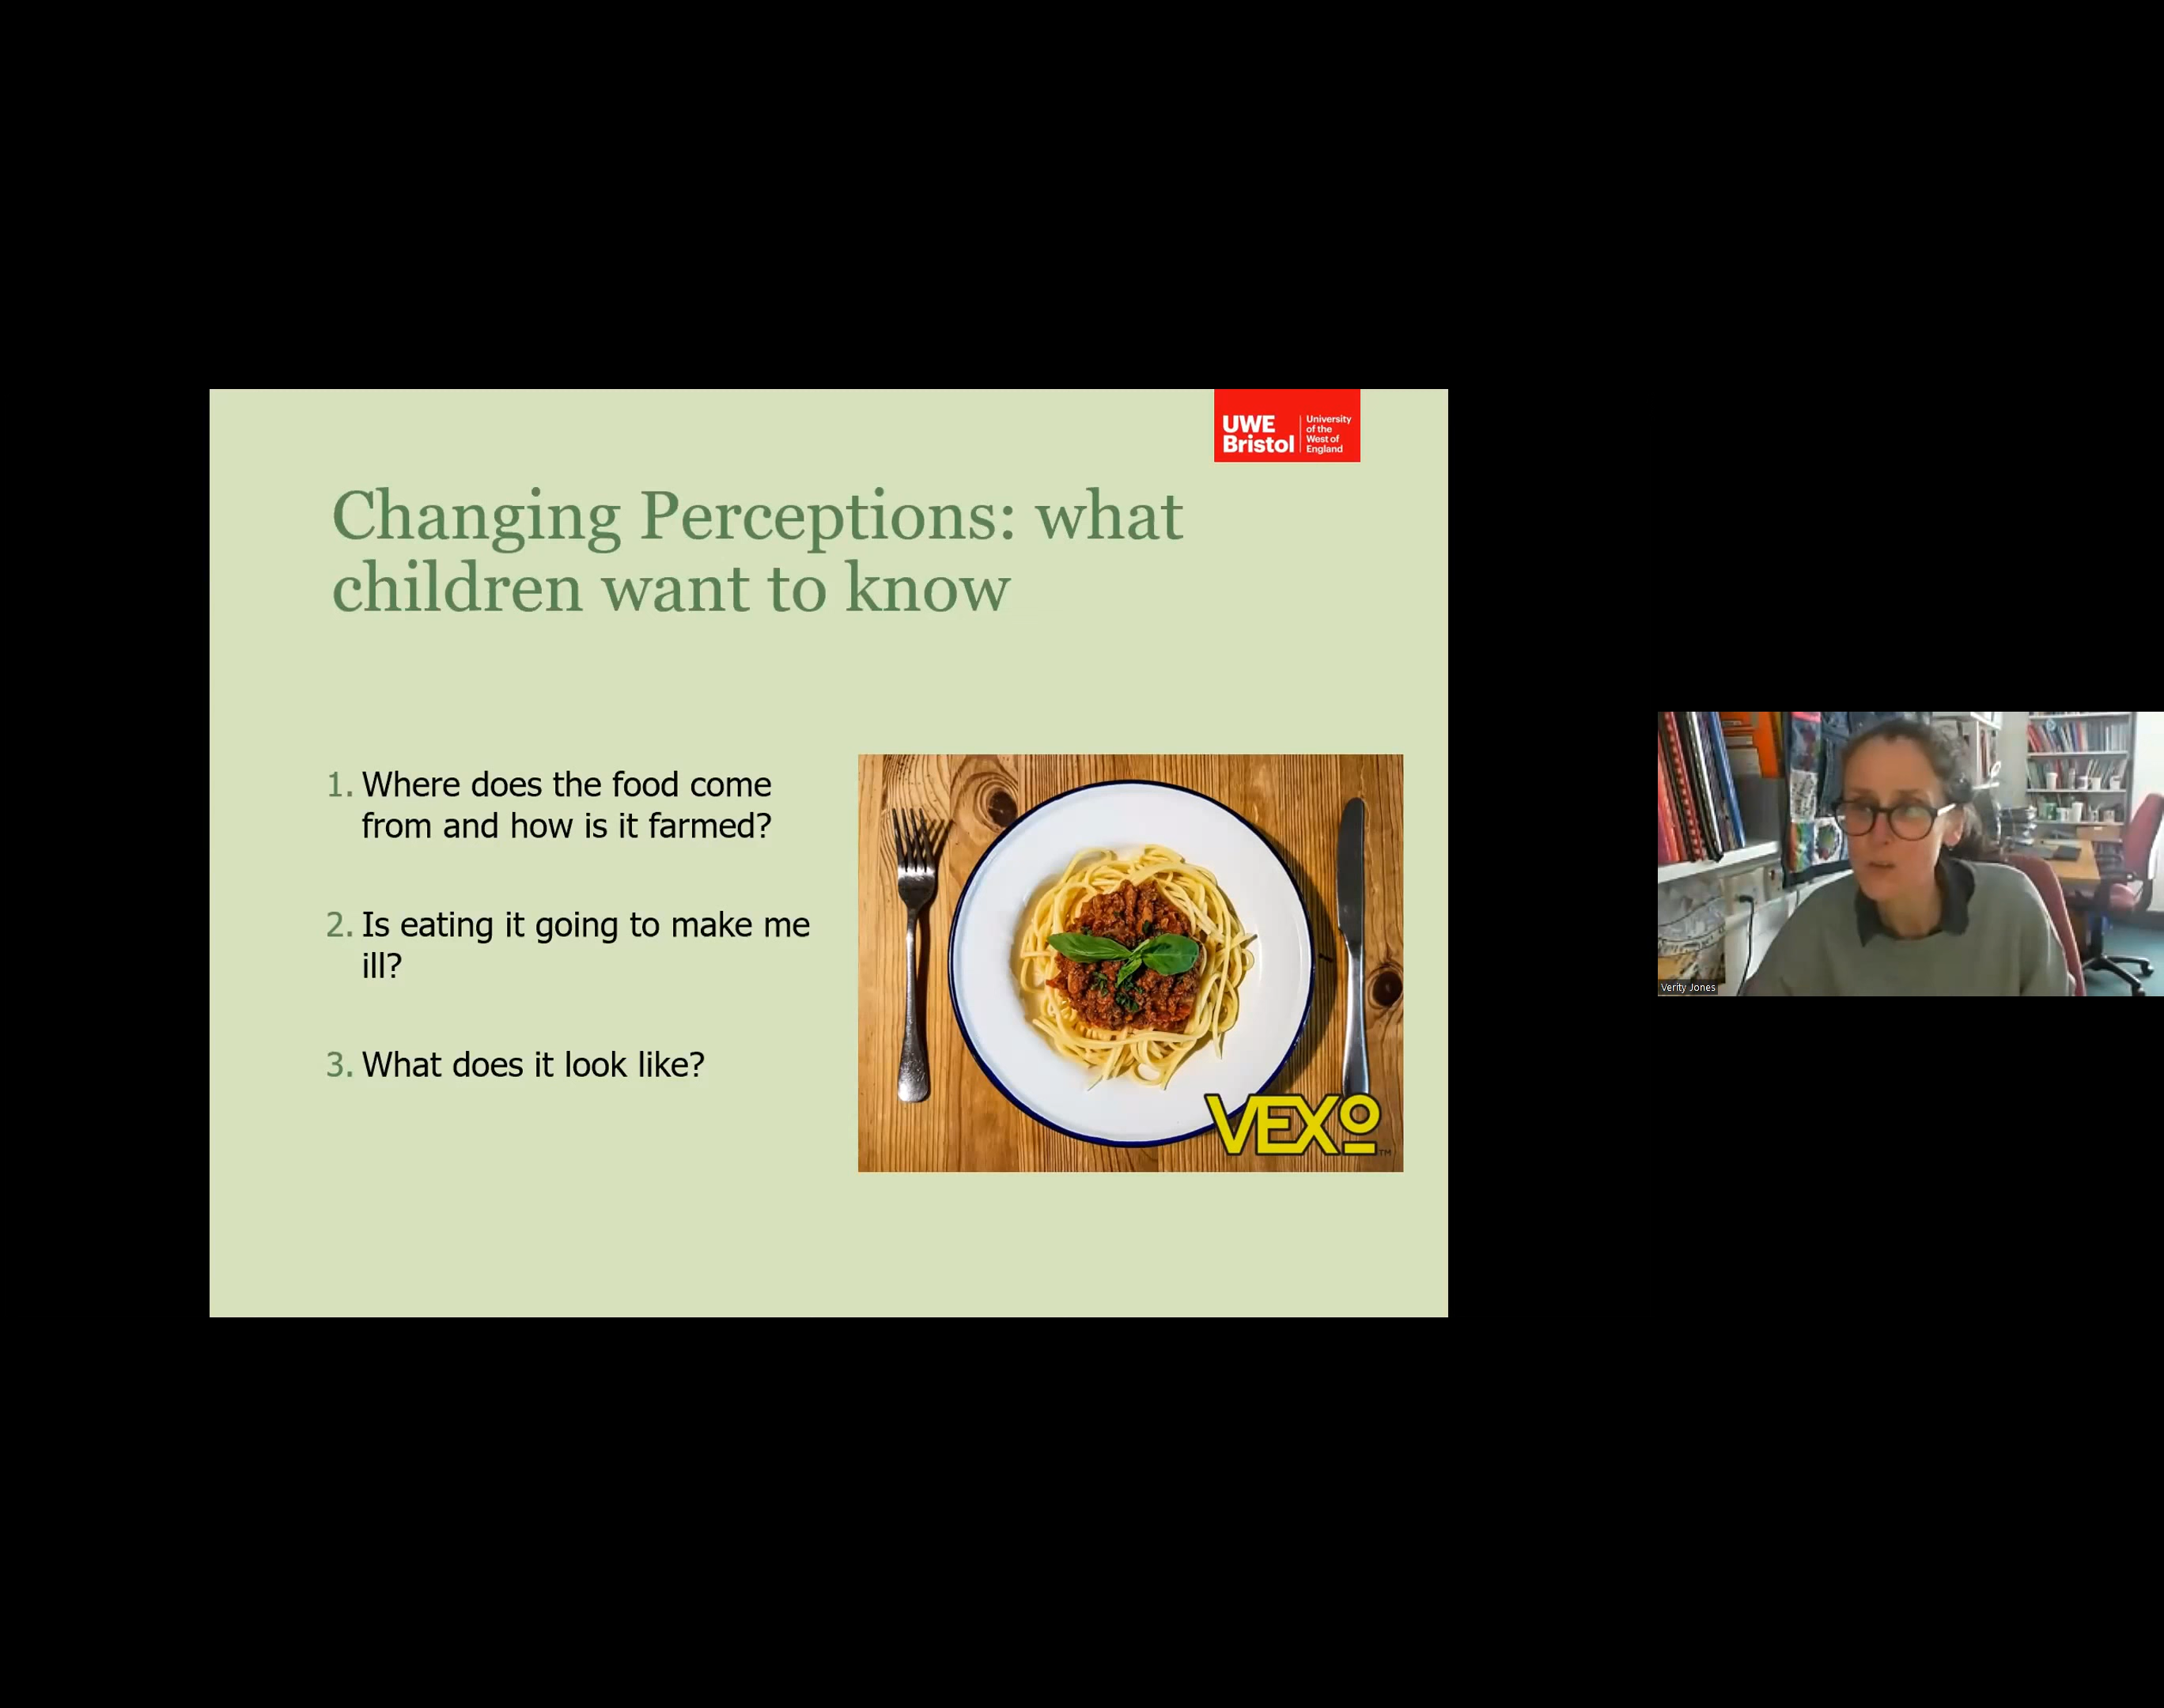 UWE
Bristol
University
of the
West of
England
Changing Perceptions: what
children want to know
1. Where does the food come
from and how is it farmed?
2. Is eating it going to make me
ill?
3. What does it look like?
VEXO
TM
Verity Jones